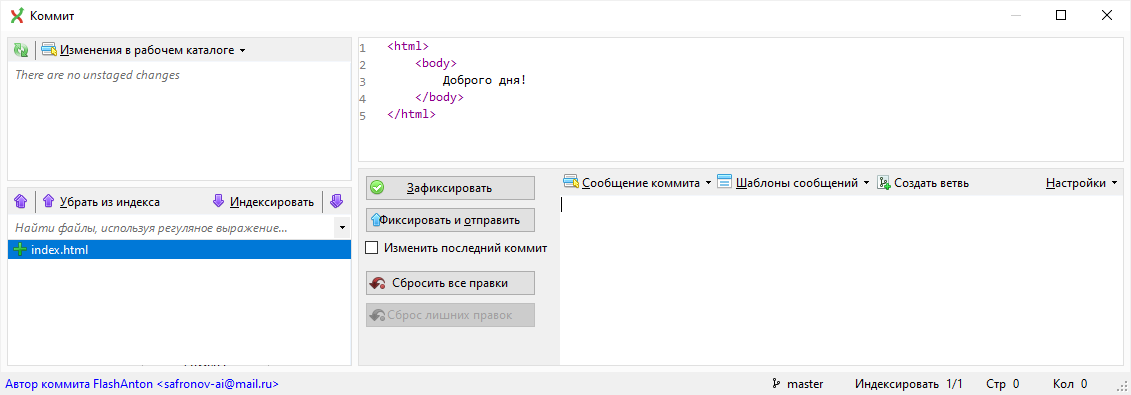 Коммит
Изменения в рабочем каталоге
There are no unstaged changes
1 <html>
2 <body>
3 Доброго дня!
4 </body>
5 </html>
Убрать из индекса Индексировать
Найти файлы, используя регуляное выражение...
index.html
Зафиксировать
Фиксировать и отправить
Изменить последний коммит
Сбросить все правки
Сброс лишних правок
Сообщение коммита Шаблоны сообщений Создать ветвь Настройки
Автор коммита FlashAnton <safronov-ai@mail.ru> master Индексировать 1/1 Стр 0 Кол 0